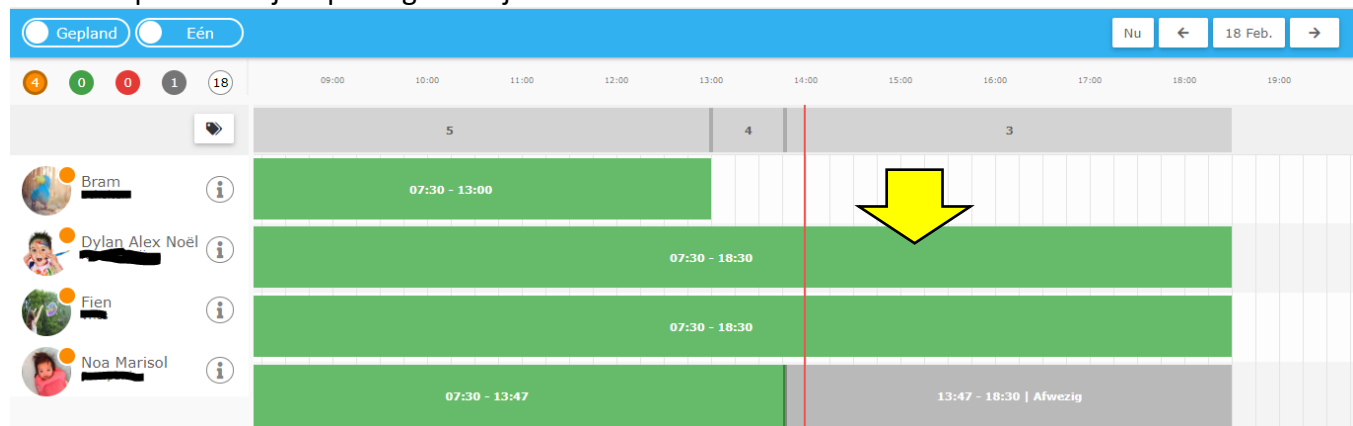 Gepland Eén Nu 18 Feb.
4 0 0 1 18 09:00 10:00 11:00 12:00 13:00 14:00 15:00 16:00 17:00 18:00 19:00
5 4 3
Bram
07:30 - 13:00
Dylan Alex Noël
07:30 - 18:30
Fien
07:30 - 18:30
Noa Marisol
07:30 - 13:47 13:47 - 18:30 | Afwezig